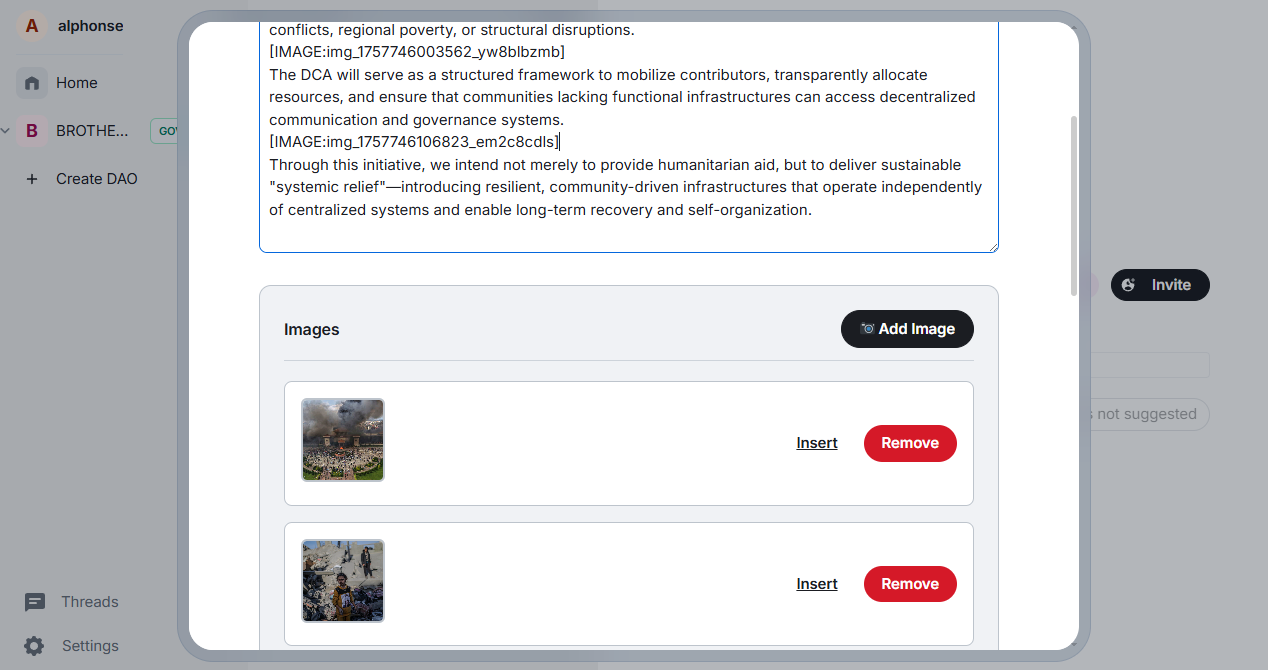 A alphonse
Home
B BROTHE... GOV
Create DAO
Threads
Settings
conflicts, regional poverty, or structural disruptions.
[IMAGE:img_1757746003562_yw8blbzmb]
The DCA will serve as a structured framework to mobilize contributors, transparently allocate
resources, and ensure that communities lacking functional infrastructures can access decentralized
communication and governance systems.
[IMAGE:img_1757746106823_em2c8cdls]
Through this initiative, we intend not merely to provide humanitarian aid, but to deliver sustainable
"systemic relief"—introducing resilient, community-driven infrastructures that operate independently
of centralized systems and enable long-term recovery and self-organization.
Images
Add Image
Insert Remove
Insert Remove
Invite
not suggested